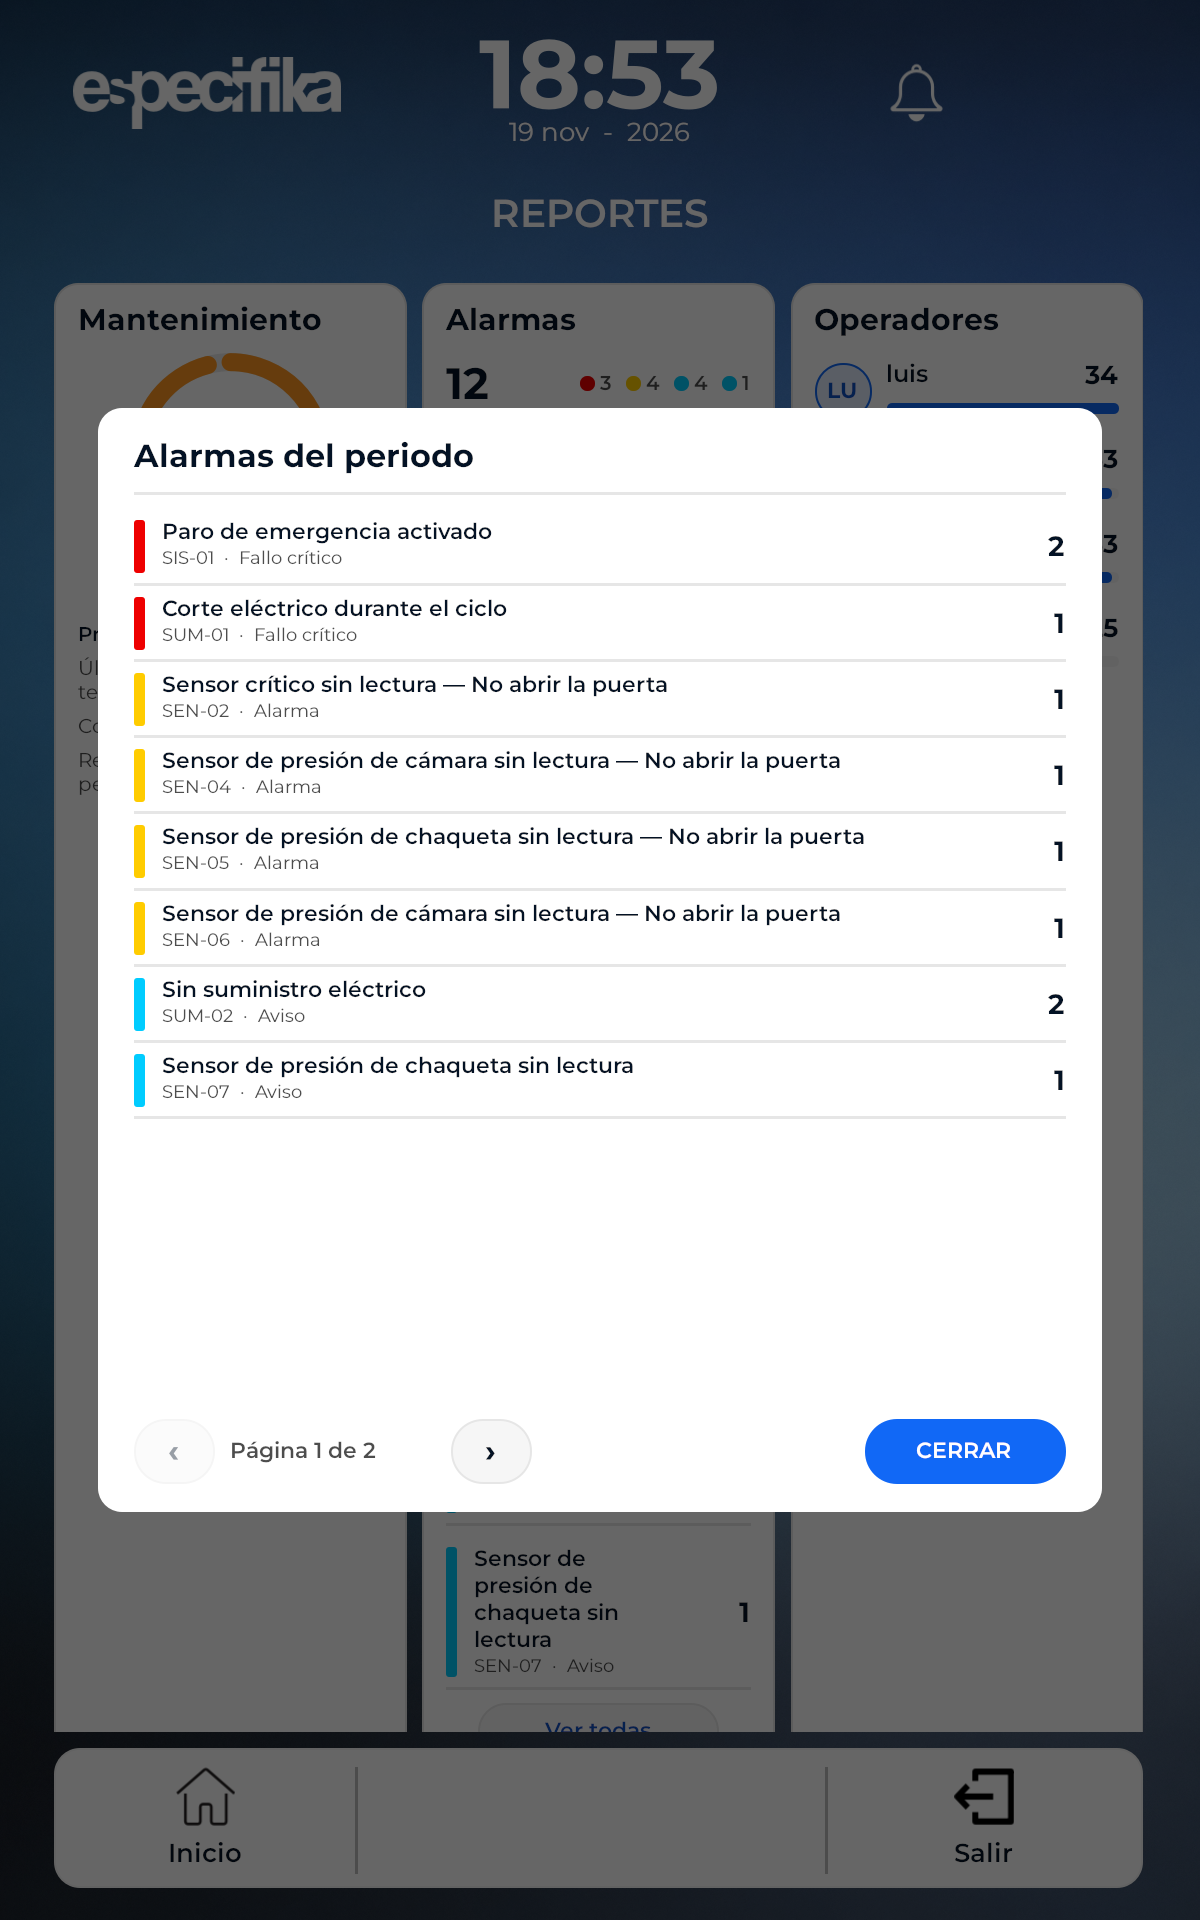 especifika
18:53
19 nov - 2026
REPORTES
Mantenimiento
Alarmas
12
3
4
4
1
Operadores
LU
luis
34
3
3
5
Alarmas del periodo
Paro de emergencia activado
SIS-01 · Fallo crítico
2
Corte eléctrico durante el ciclo
SUM-01 · Fallo crítico
1
Sensor crítico sin lectura — No abrir la puerta
SEN-02 · Alarma
1
Sensor de presión de cámara sin lectura — No abrir la puerta
SEN-04 · Alarma
1
Sensor de presión de chaqueta sin lectura — No abrir la puerta
SEN-05 · Alarma
1
Sensor de presión de cámara sin lectura — No abrir la puerta
SEN-06 · Alarma
1
Sin suministro eléctrico
SUM-02 · Aviso
2
Sensor de presión de chaqueta sin lectura
SEN-07 · Aviso
1
‹
Página 1 de 2
›
CERRAR
Sensor de
presión de
chaqueta sin
lectura
SEN-07 · Aviso
1
Ver todas
Inicio
Salir